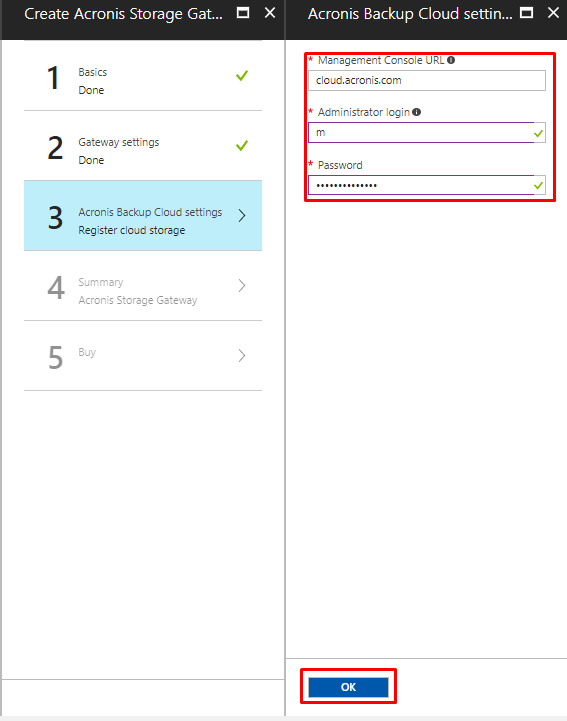 Create Acronis Storage Gat...
1
Basics
Done
2
Gateway settings
Done
3
Acronis Backup Cloud settings
Register cloud storage
4
Summary
Acronis Storage Gateway
5
Buy
Acronis Backup Cloud settin...
* Management Console URL
cloud.acronis.com
* Administrator login
m
* Password
••••••••••••••
OK